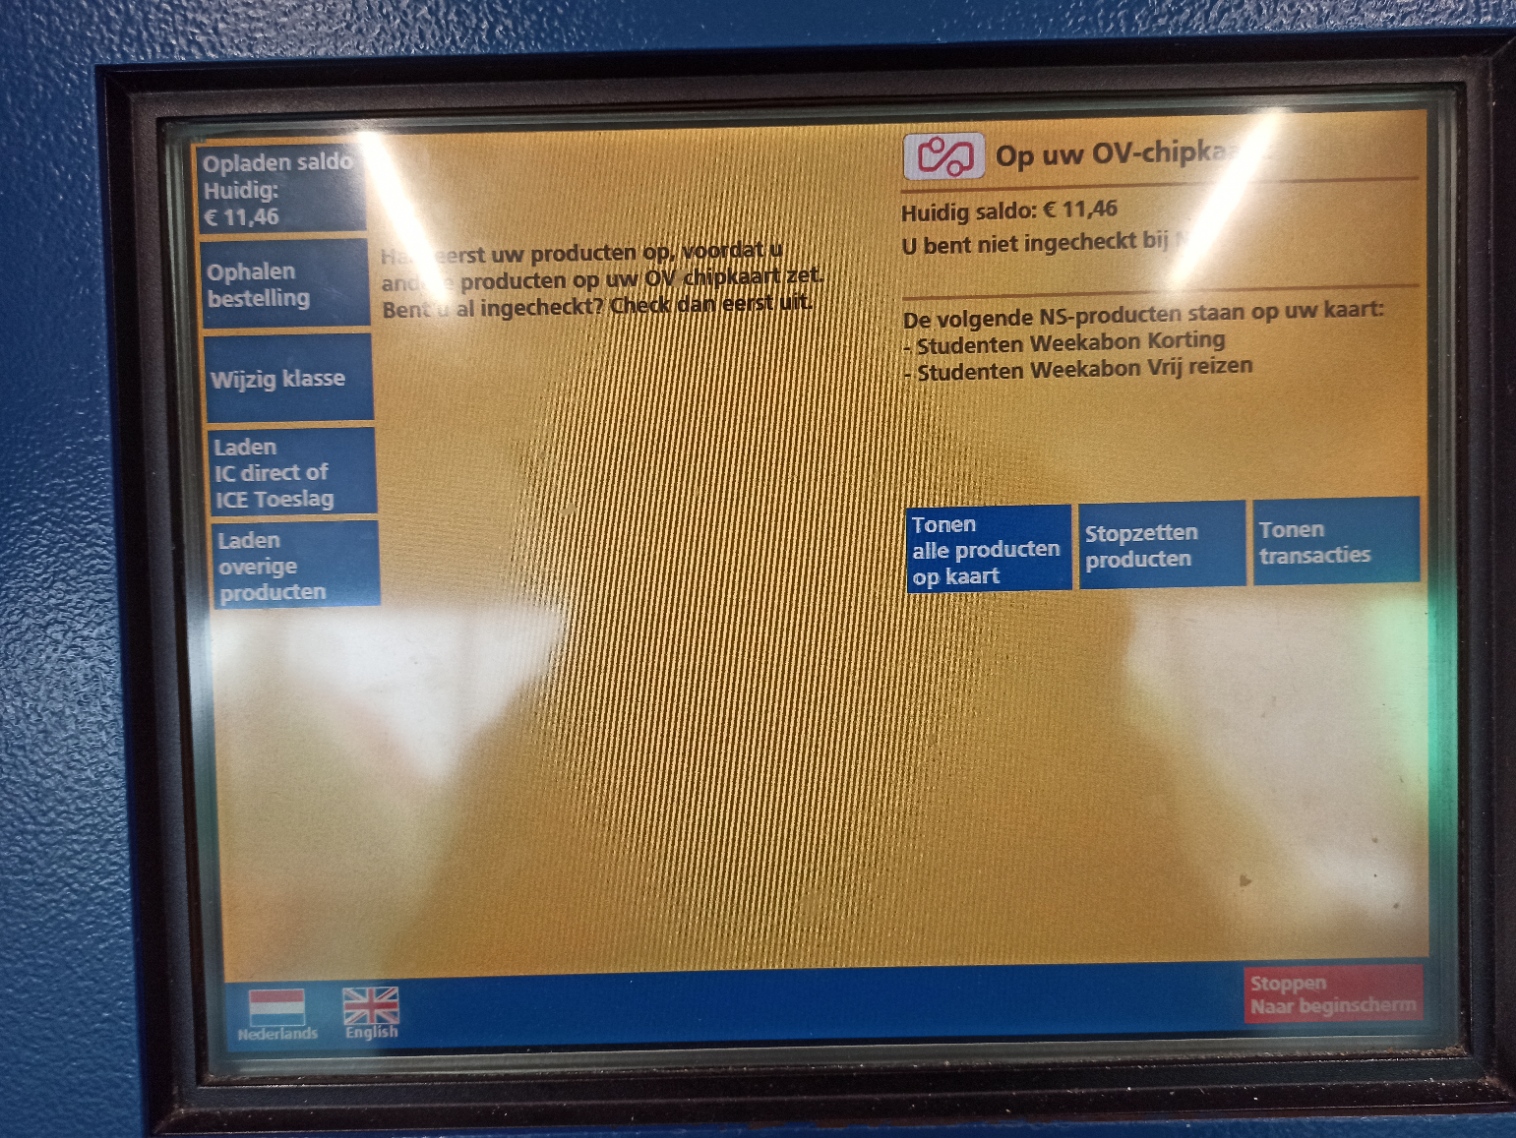 Opladen saldo
Huidig:
€ 11,46
Ophalen
bestelling
Wijzig klasse
Laden
IC direct of
ICE Toeslag
Laden
overige
producten
eerst uw producten op, voordat u
producten op uw OV chipkaart zet.
Bent u al ingecheckt? Check dan eerst uit.
Op uw
Huidig saldo: € 11,46
U bent niet ingecheckt bij
De volgende NS-producten staan op uw kaart:
- Studenten Weekabon Korting
- Studenten Weekabon Vrij reizen
Tonen
alle producten
op kaart
Stopzetten
producten
Tonen
transacties
Nederlands
English
Stoppen
Naar beginscherm